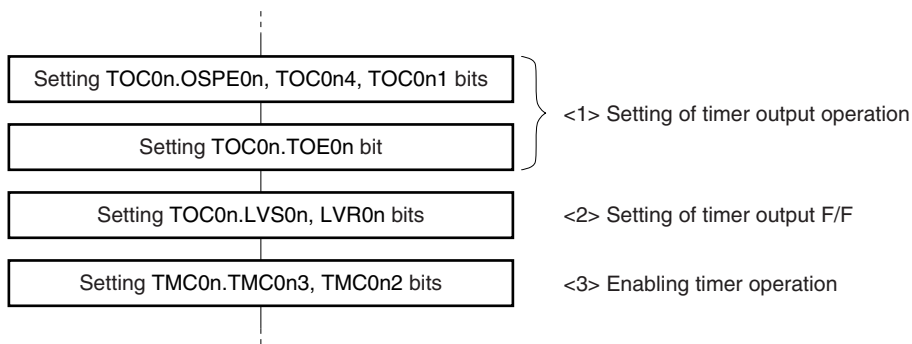 Setting TOC0n.OSPE0n, TOC0n4, TOC0n1 bits
<1> Setting of timer output operation
Setting TOC0n.TOE0n bit
Setting TOC0n.LVS0n, LVR0n bits
<2> Setting of timer output F/F
Setting TMC0n.TMC0n3, TMC0n2 bits
<3> Enabling timer operation